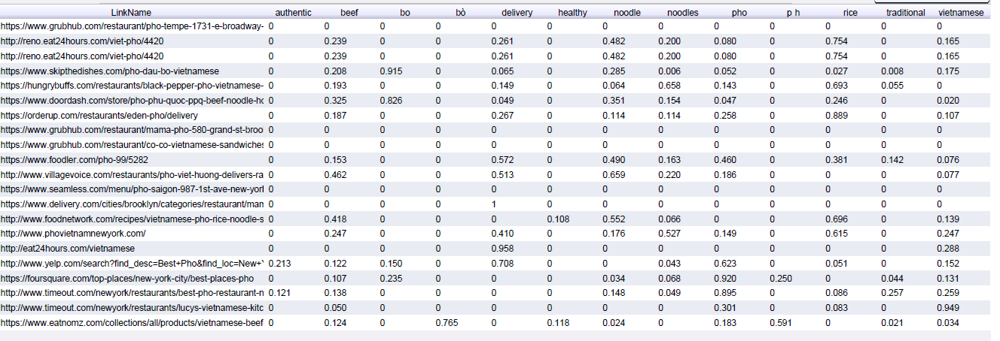 LinkName authentic beef bo bò delivery healthy noodle noodles pho p h rice traditional vietnamese
https://www.grubhub.com/restaurant/pho-tempe-1731-e-broadway- 0 0 0 0 0 0 0 0 0 0 0 0 0
http://reno.eat24hours.com/viet-pho/4420 0 0.239 0 0 0.261 0 0.482 0.200 0.080 0 0.754 0 0.165
http://reno.eat24hours.com/viet-pho/4420 0 0.239 0 0 0.261 0 0.482 0.200 0.080 0 0.754 0 0.165
https://www.skipthedishes.com/pho-dau-bo-vietnamese 0 0.208 0.915 0 0.065 0 0.285 0.006 0.052 0 0.027 0.008 0.175
https://hungrybuffs.com/restaurants/black-pepper-pho-vietnamese- 0 0.193 0 0 0.149 0 0.064 0.658 0.143 0 0.693 0.055 0
https://www.doordash.com/store/pho-phu-quoc-ppq-beef-noodle-ho 0 0.325 0.826 0 0.049 0 0.351 0.154 0.047 0 0.246 0 0.020
https://orderup.com/restaurants/eden-pho/delivery 0 0.187 0 0 0.267 0 0.114 0.114 0.258 0 0.889 0 0.107
https://www.grubhub.com/restaurant/mama-pho-580-grand-st-broo 0 0 0 0 0 0 0 0 0 0 0 0 0
https://www.grubhub.com/restaurant/co-co-vietnamese-sandwiches 0 0 0 0 0 0 0 0 0 0 0 0 0
https://www.foodler.com/pho-99/5282 0 0.153 0 0 0.572 0 0.490 0.163 0.460 0 0.381 0.142 0.076
http://www.villagevoice.com/restaurants/pho-viet-huong-delivers-ra 0 0.462 0 0 0.513 0 0.659 0.220 0.186 0 0 0 0.077
https://www.seamless.com/menu/pho-saigon-987-1st-ave-new-yorl 0 0 0 0 0 0 0 0 0 0 0 0 0
https://www.delivery.com/cities/brooklyn/categories/restaurant/man 0 0 0 0 1 0 0 0 0 0 0 0 0
http://www.foodnetwork.com/recipes/vietnamese-pho-rice-noodle-s 0 0.418 0 0 0 0.108 0.552 0.066 0 0 0.696 0 0.139
http://www.phovietnamnewyork.com/ 0 0.247 0 0 0.410 0 0.176 0.527 0.149 0 0.615 0 0.247
http://eat24hours.com/vietnamese 0 0 0 0 0.958 0 0 0 0 0 0 0 0.288
http://www.yelp.com/search?find_desc=Best+Pho&find_loc=New+Y 0.213 0.122 0.150 0 0.708 0 0 0.043 0.623 0 0.051 0 0.152
https://foursquare.com/top-places/new-york-city/best-places-pho 0 0.107 0.235 0 0 0 0.034 0.068 0.920 0.250 0 0.044 0.131
http://www.timeout.com/newyork/restaurants/best-pho-restaurant-n 0.121 0.138 0 0 0 0 0.148 0.049 0.895 0 0.086 0.257 0.259
http://www.timeout.com/newyork/restaurants/lucys-vietnamese-kitc 0 0.050 0 0 0 0 0 0 0.301 0 0.083 0 0.949
https://www.eatnomz.com/collections/all/products/vietnamese-beef 0 0.124 0 0.765 0 0.118 0.024 0 0.183 0.591 0 0.021 0.034